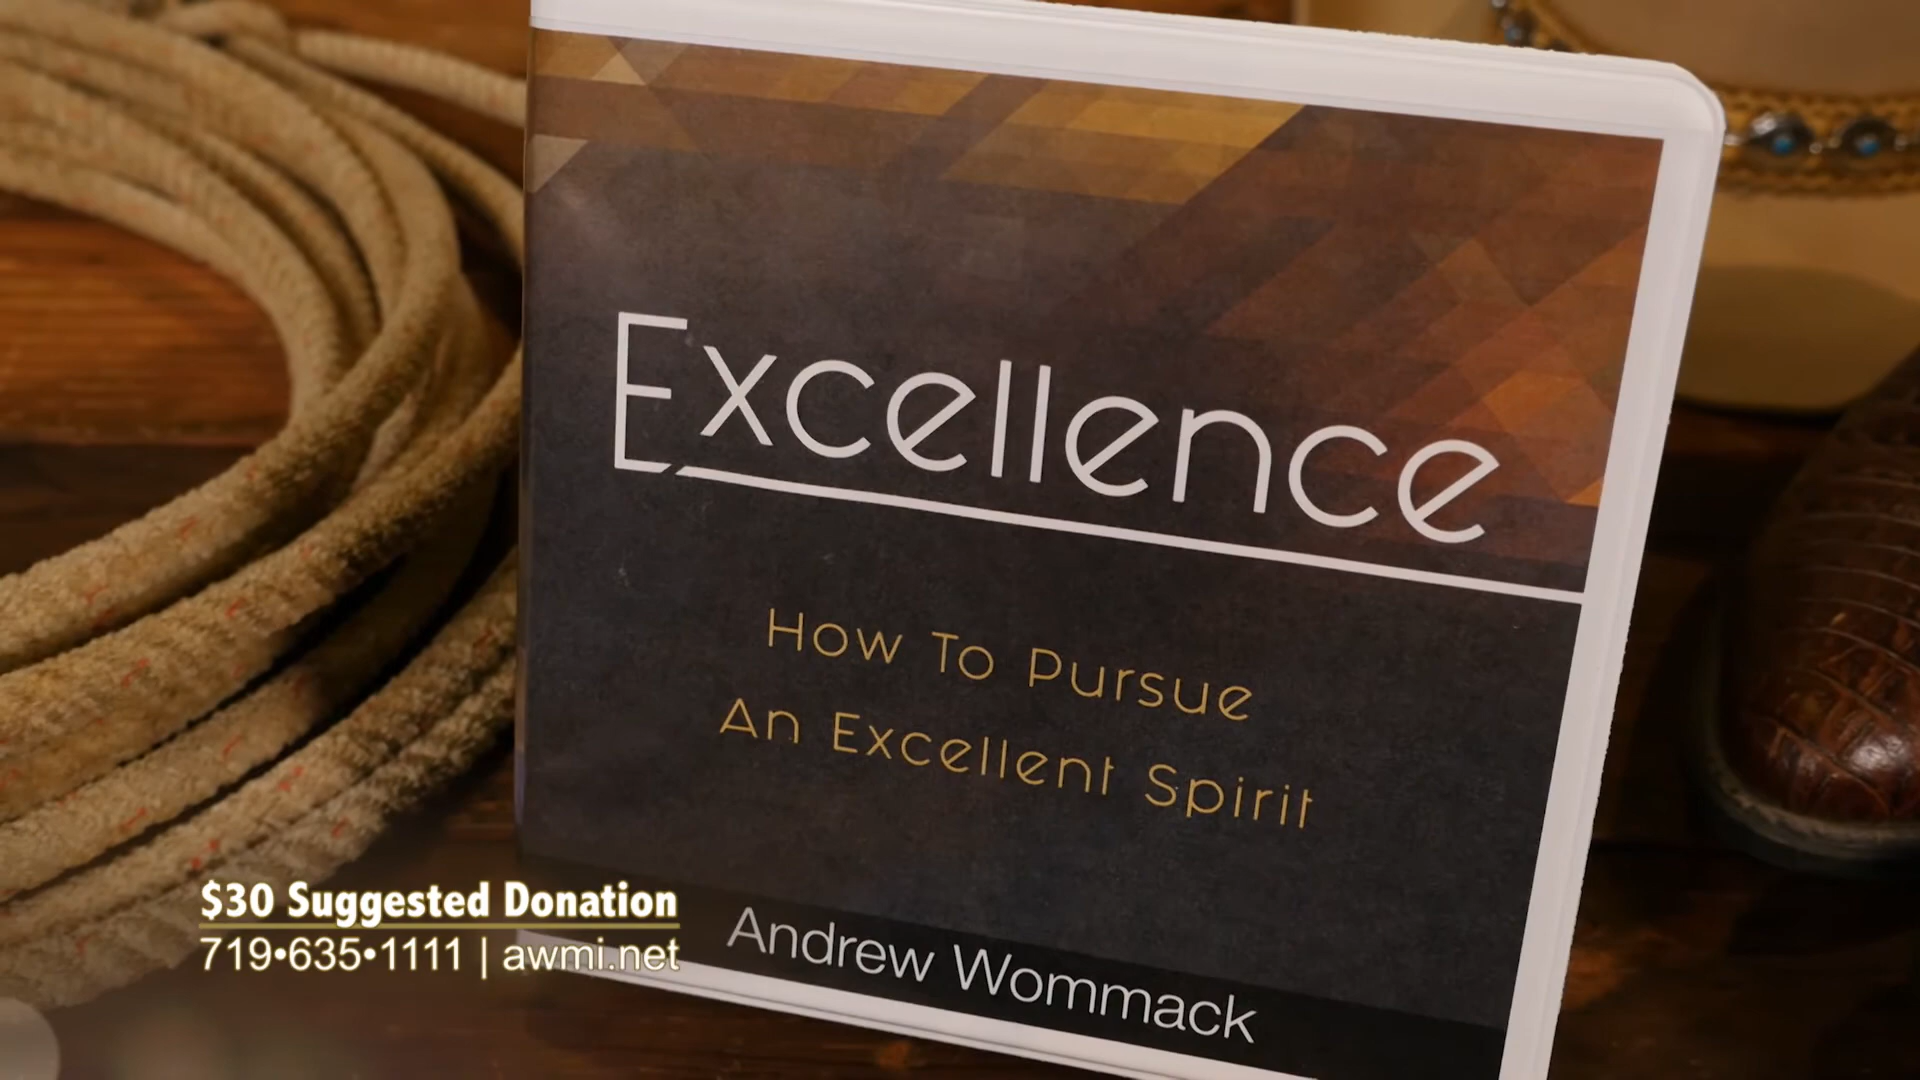 Excellence
How To Pursue
An Excellent Spirit
Andrew Wommack
$30 Suggested Donation
719•635•1111 | awmi.net